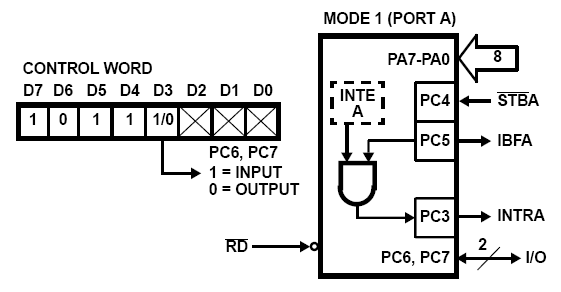 MODE 1 (PORT A)
CONTROL WORD
D7 D6 D5 D4 D3 D2 D1 D0
1 0 1 1 1/0
PC6, PC7
1 = INPUT
0 = OUTPUT
PA7-PA0
8
INTE
A
PC4
STBA
PC5
IBFA
PC3
INTRA
RD
PC6, PC7
2
I/O